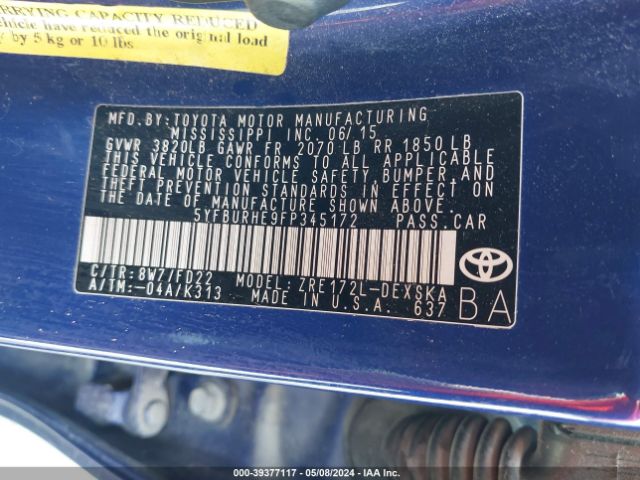 RRYING CAPACITY REDUCED
ehicle have reduced the original load
y by 5 kg or 10 lbs
MFD.BY:TOYOTA MOTOR MANUFACTURING
MISSISSIPPI INC. 06/15
GVWR 3820LB GAWR FR 2070 LB RR 1850 LB
THIS VEHICLE CONFORMS TO ALL APPLICABLE
FEDERAL MOTOR VEHICLE SAFETY, BUMPER, AND
THEFT PREVENTION STANDARDS IN EFFECT ON
THE DATE OF MANUFACTURE SHOWN ABOVE.
5YFBURHE9FP345172 PASS.CAR
C/TR:8W7/FD22 MODEL: ZRE172L-DEXSKA
A/TM:-04A/K313 MADE IN U.S.A. 637
BA
TOYOTA
000-39377117 - 05/08/2024 - IAA Inc.